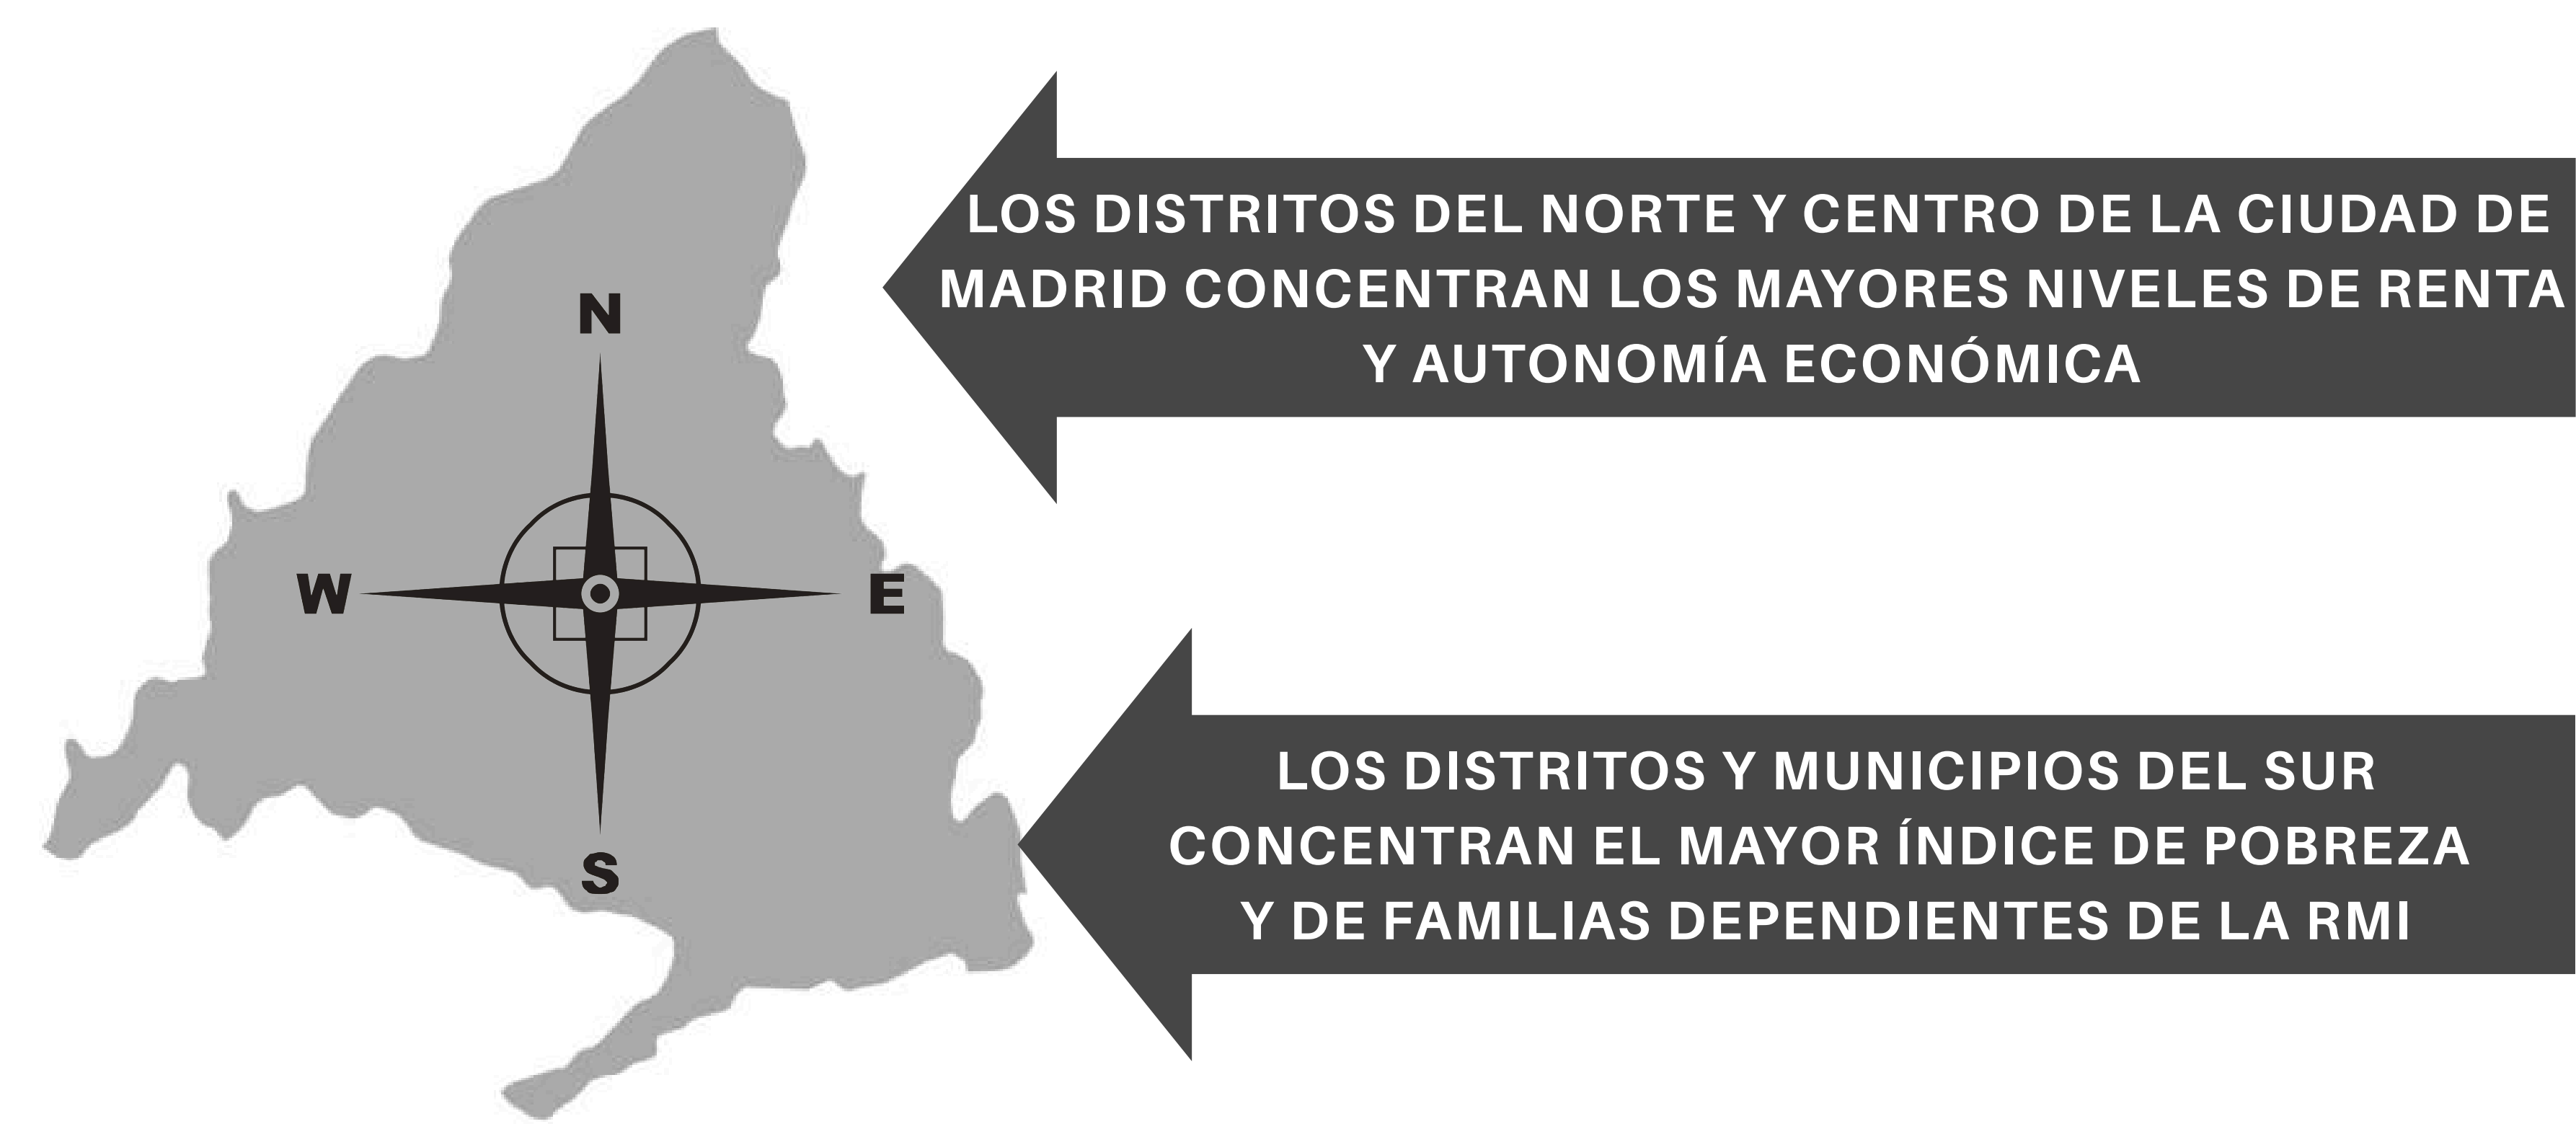 N
W
E
S
LOS DISTRITOS DEL NORTE Y CENTRO DE LA CIUDAD DE
MADRID CONCENTRAN LOS MAYORES NIVELES DE RENTA
Y AUTONOMÍA ECONÓMICA
LOS DISTRITOS Y MUNICIPIOS DEL SUR
CONCENTRAN EL MAYOR ÍNDICE DE POBREZA
Y DE FAMILIAS DEPENDIENTES DE LA RMI